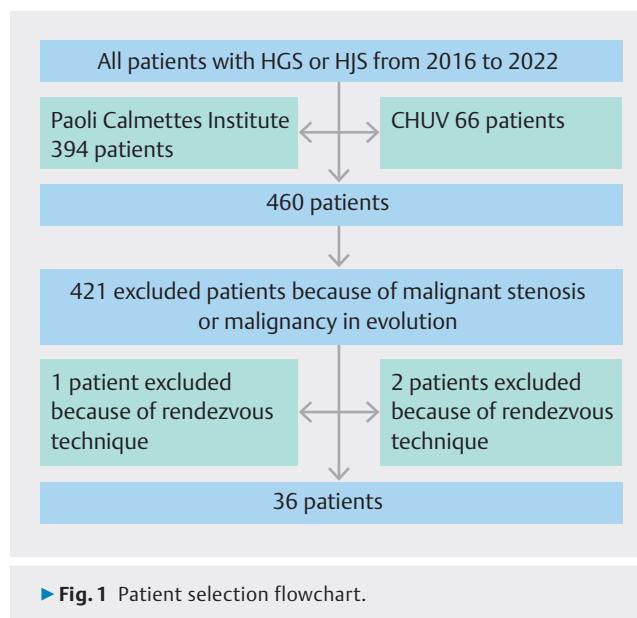 All patients with HGS or HJS from 2016 to 2022
Paoli Calmettes Institute
394 patients
CHUV 66 patients
460 patients
421 excluded patients because of malignant stenosis
or malignancy in evolution
1 patient excluded
because of rendezvous
technique
2 patients excluded
because of rendezvous
technique
36 patients
▶ Fig. 1 Patient selection flowchart.